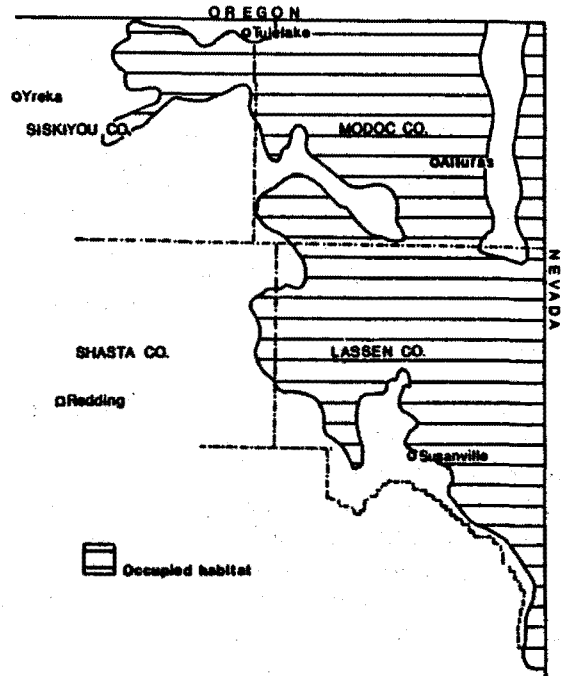 OREGON
Tulelake
Yreka
SISKIYOU CO.
MODOC CO.
Alturas
NEVADA
SHASTA CO.
LASSEN CO.
Redding
Susanville
Occupied habitat